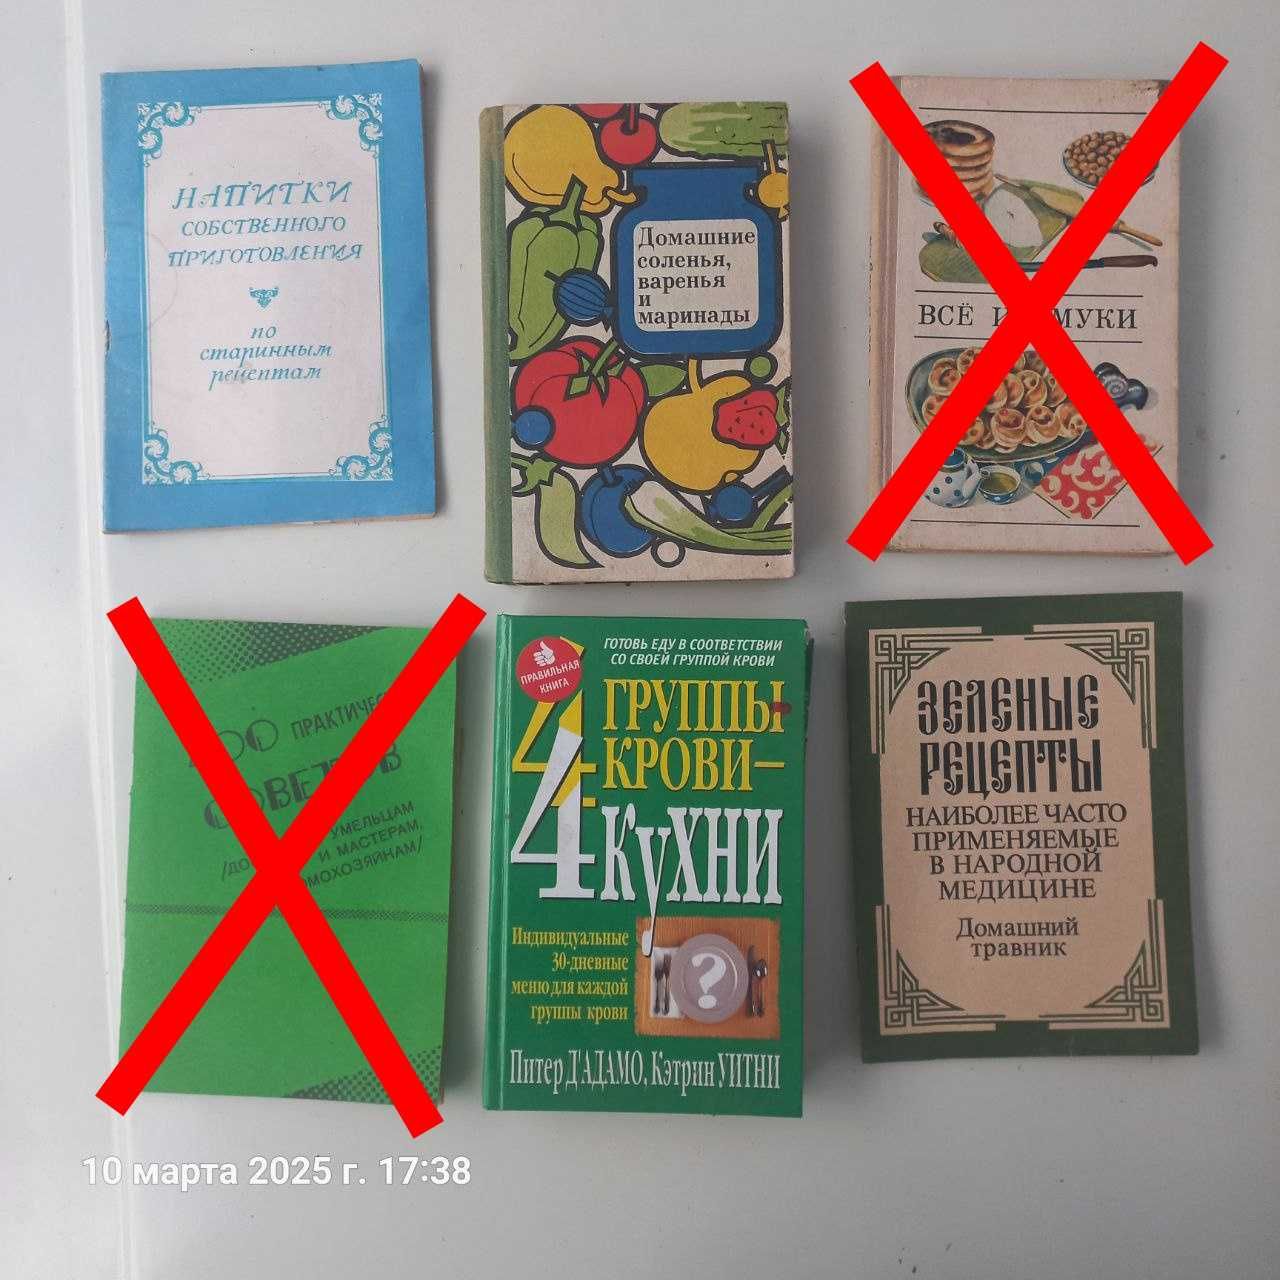 НАПИТКИ
СОБСТВЕННОГО
ПРИГОТОВЛЕНИЯ
по
старинным
рецептам
Домашние
соленья,
варенья
и
маринады
ВСЁ МУКИ
ПРАКТИЧЕС
УМЕЛЬЦАМ
И МАСТЕРАМ,
ГОТОВЬ ЕДУ В СООТВЕТСТВИИ
СО СВОЕЙ ГРУППОЙ КРОВИ
ПРАВИЛЬНАЯ
КНИГА
4 ГРУППЫ
КРОВИ–
4 КУХНИ
Индивидуальные
30-дневные
меню для каждой
группы крови
?
Питер Д'АДАМО, Кэтрин УИТНИ
ЗЕЛЕНЫЕ
РЕЦЕПТЫ
НАИБОЛЕЕ ЧАСТО
ПРИМЕНЯЕМЫЕ
В НАРОДНОЙ
МЕДИЦИНЕ
Домашний
травник
10 марта 2025 г. 17:38